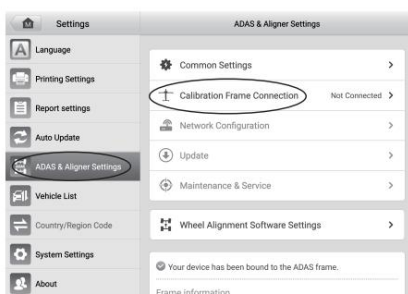 Settings
ADAS & Aligner Settings
Language
Printing Settings
Report settings
Auto Update
ADAS & Aligner Settings
Vehicle List
Country/Region Code
System Settings
About
Common Settings
Calibration Frame Connection Not Connected
Network Configuration
Update
Maintenance & Service
Wheel Alignment Software Settings
Your device has been bound to the ADAS frame.
Frame information